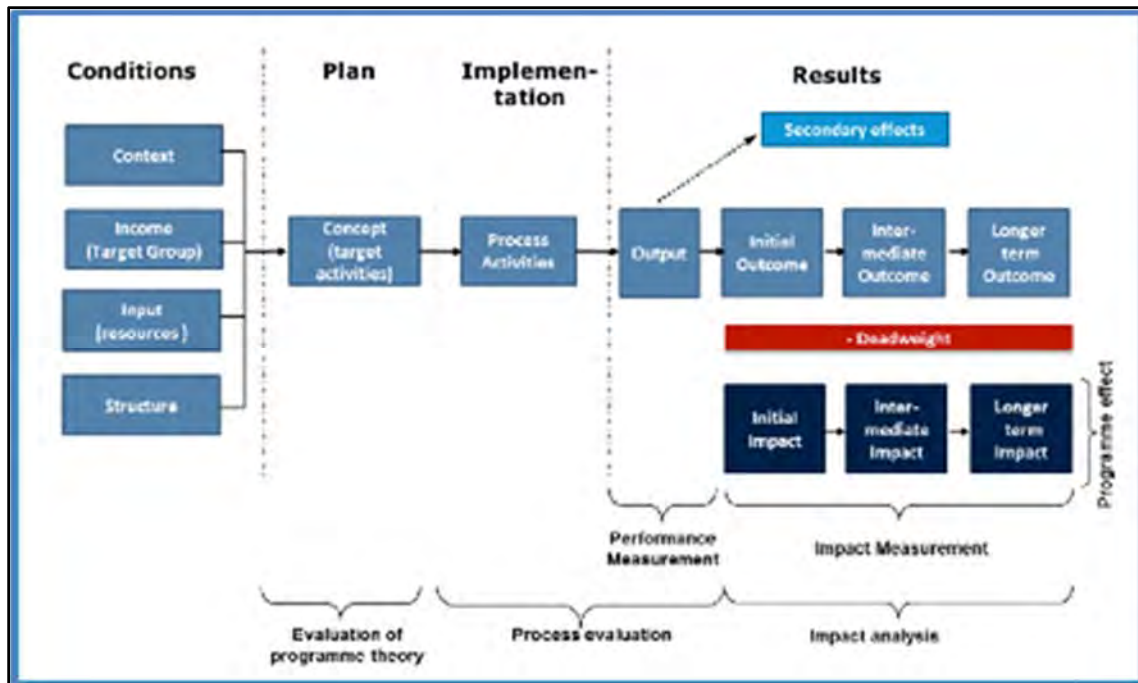 Conditions
Plan
Implemen-
tation
Results
Secondary effects
Context
Income
(Target Group)
Input
(resources )
Structure
Concept
(target
activities)
Process
Activities
Output
Initial
Outcome
Inter-
mediate
Outcome
Longer
term
Outcome
- Deadweight
Initial
Impact
Inter-
mediate
Impact
Longer
term
Impact
Programme effect
Performance
Measurement
Impact Measurement
Evaluation of
programme theory
Process evaluation
Impact analysis